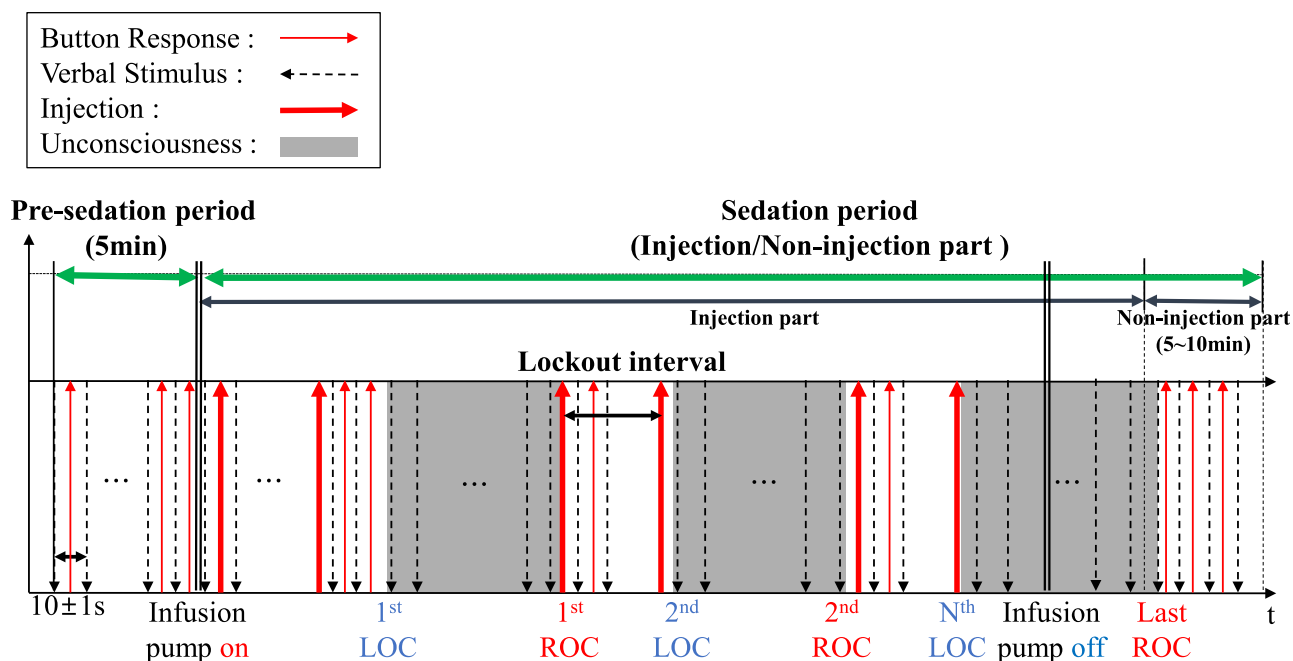 Button Response :
Verbal Stimulus :
Injection :
Unconsciousness :
Pre-sedation period
(5min)
Sedation period
(Injection/Non-injection part )
Injection part
Non-injection part
(5~10min)
Lockout interval
...
...
...
...
...
10±1s
Infusion
pump on
1st
LOC
1st
ROC
2nd
LOC
2nd
ROC
Nth
LOC
Infusion
pump off
Last
ROC
t